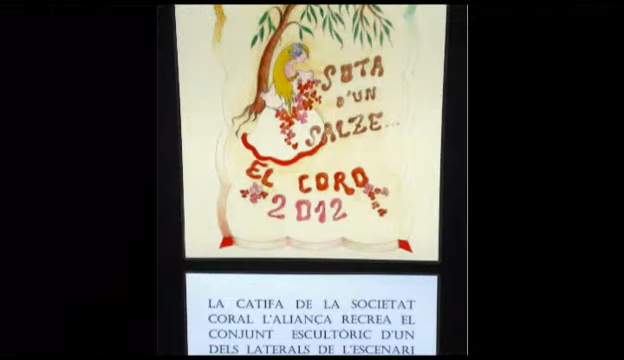 SOTA
D'UN
SALZE...
EL CORO
2012
LA CATIFA DE LA SOCIETAT
CORAL L'ALIANÇA RECREA EL
CONJUNT ESCULTÒRIC D'UN
DELS LATERALS DE L'ESCENARI